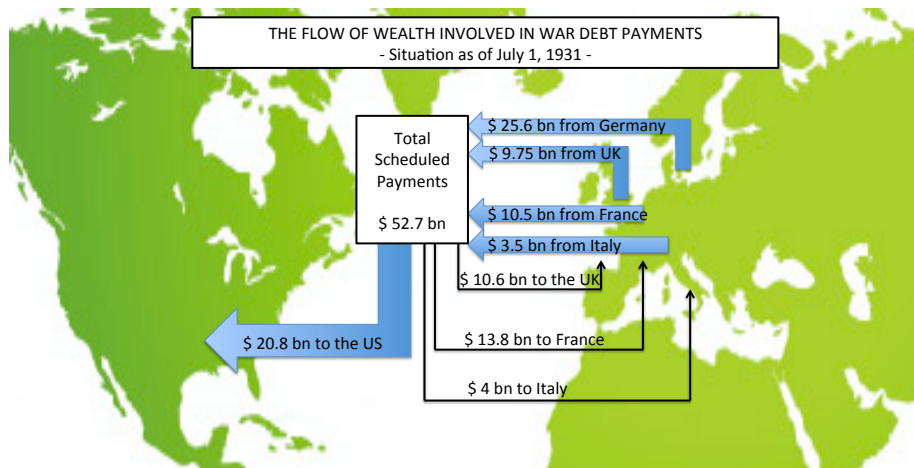 THE FLOW OF WEALTH INVOLVED IN WAR DEBT PAYMENTS
- Situation as of July 1, 1931 -
Total
Scheduled
Payments
$ 52.7 bn
$ 25.6 bn from Germany
$ 9.75 bn from UK
$ 10.5 bn from France
$ 3.5 bn from Italy
$ 10.6 bn to the UK
$ 20.8 bn to the US
$ 13.8 bn to France
$ 4 bn to Italy